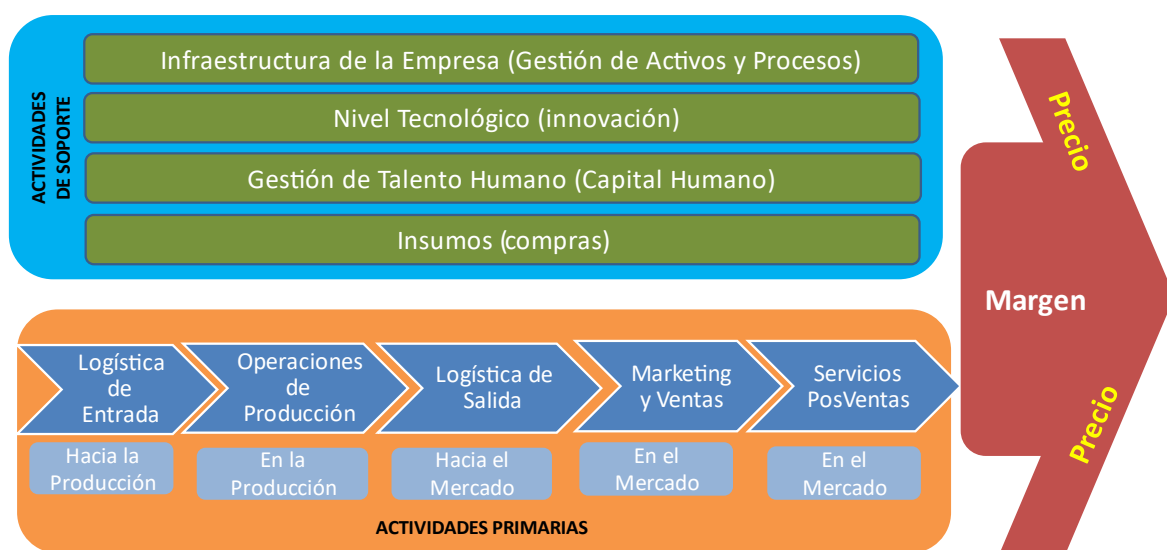 ACTIVIDADES
DE SOPORTE
Infraestructura de la Empresa (Gestión de Activos y Procesos)
Nivel Tecnológico (innovación)
Gestión de Talento Humano (Capital Humano)
Insumos (compras)
Precio
Margen
Precio
Logística
de
Entrada
Operaciones
de
Producción
Logística de
Salida
Marketing
y Ventas
Servicios
PosVentas
Hacia la
Producción
En la
Producción
Hacia el
Mercado
En el
Mercado
En el
Mercado
ACTIVIDADES PRIMARIAS